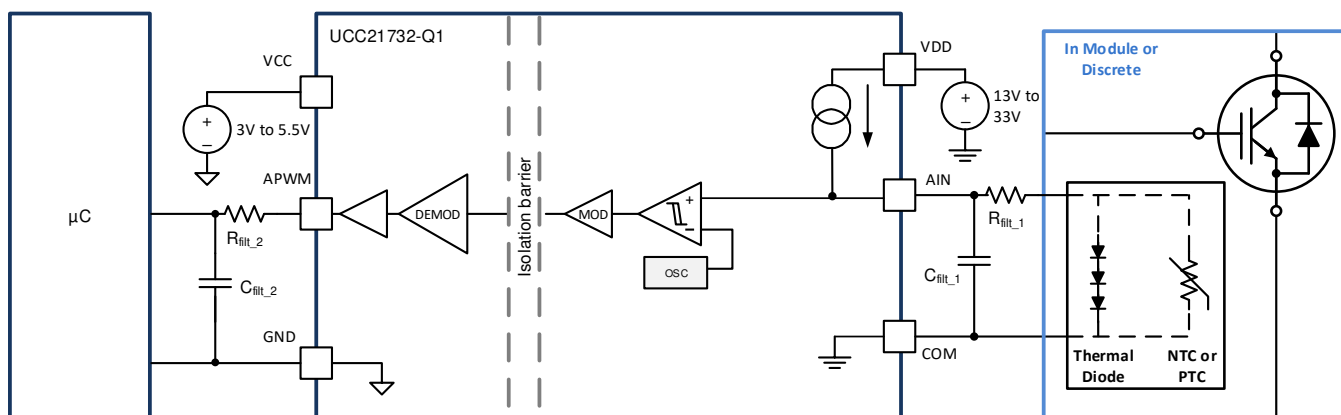 UCC21732-Q1
In Module or
Discrete
VCC
VDD
+
3V to 5.5V
−
+
13V to
33V
−
Isolation barrier
APWM
AIN
µC
DEMOD
MOD
+
−
Rfilt_2
Rfilt_1
OSC
Cfilt_2
Cfilt_1
GND
COM
Thermal
Diode
NTC or
PTC